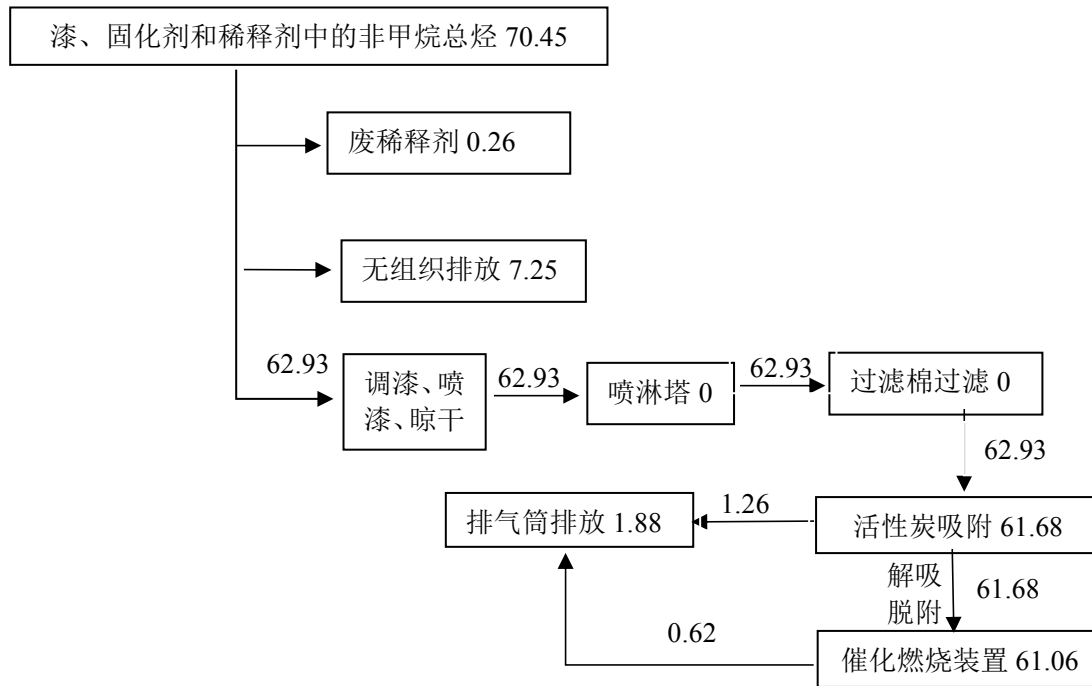 漆、固化剂和稀释剂中的非甲烷总烃 70.45
废稀释剂 0.26
无组织排放 7.25
62.93
调漆、喷
漆、晾干
62.93
喷淋塔 0
62.93
过滤棉过滤 0
62.93
排气筒排放 1.88
1.26
活性炭吸附 61.68
解吸
脱附
61.68
0.62
催化燃烧装置 61.06